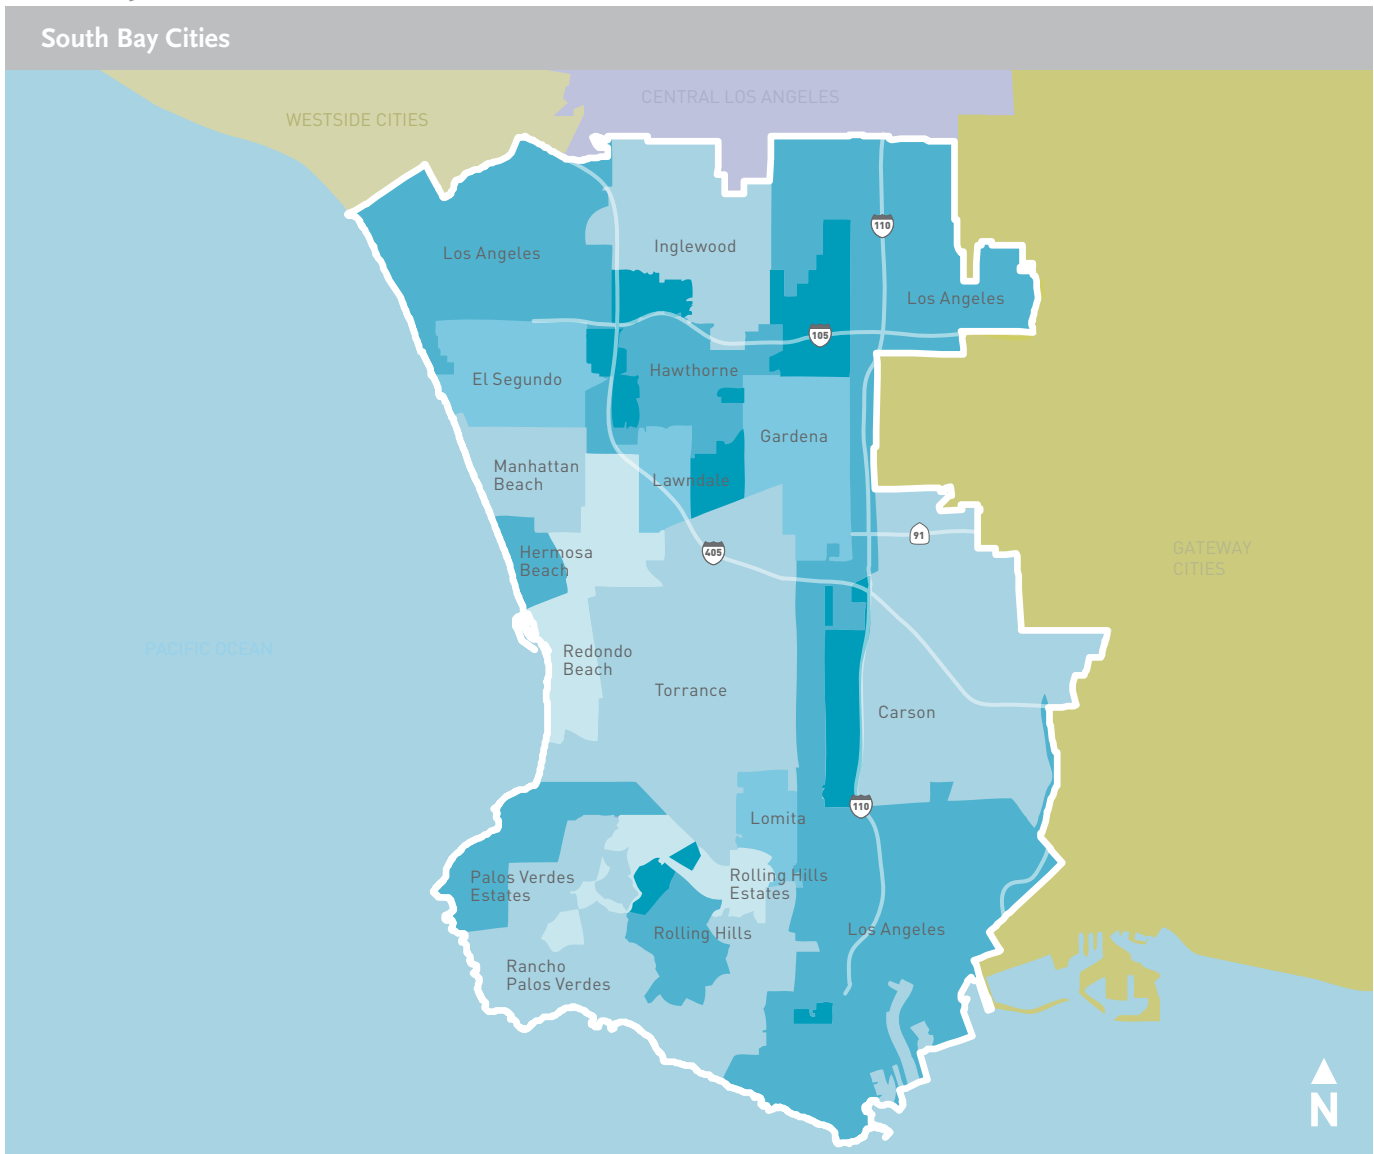 South Bay Cities
CENTRAL LOS ANGELES
WESTSIDE CITIES
110
Inglewood
Los Angeles
Los Angeles
105
Hawthorne
El Segundo
Gardena
Manhattan
Beach
Lawndale
91
405
Hermosa
Beach
GATEWAY
CITIES
PACIFIC OCEAN
Redondo
Beach
Torrance
Carson
110
Lomita
Palos Verdes
Estates
Rolling Hills
Estates
Rolling Hills
Los Angeles
Rancho
Palos Verdes
N